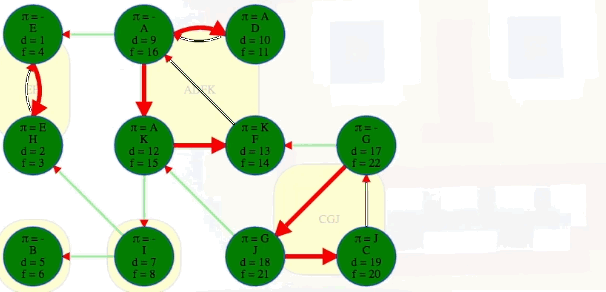 π = -
E
d = 1
f = 4
π = -
A
d = 9
f = 16
π = A
D
d = 10
f = 11
ADFK
π = E
H
d = 2
f = 3
π = A
K
d = 12
f = 15
π = K
F
d = 13
f = 14
π = -
G
d = 17
f = 22
CGJ
π = -
B
d = 5
f = 6
π = -
I
d = 7
f = 8
π = G
J
d = 18
f = 21
π = J
C
d = 19
f = 20